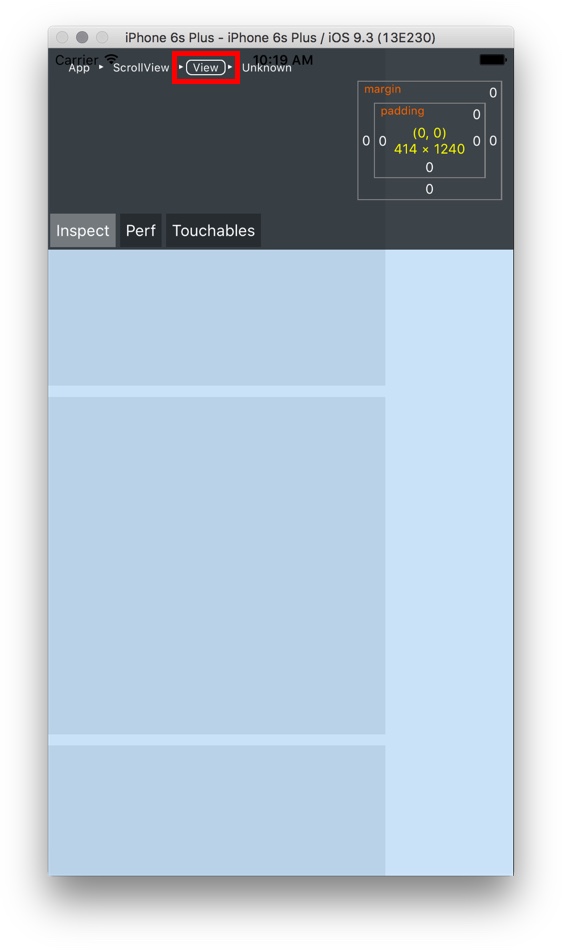 iPhone 6s Plus - iPhone 6s Plus / iOS 9.3 (13E230)
Carrier 10:19 AM
App ▸ ScrollView ▸ View ▸ Unknown
margin 0
padding 0
0 0 (0, 0) 0 0
414 × 1240
0
0
Inspect Perf Touchables